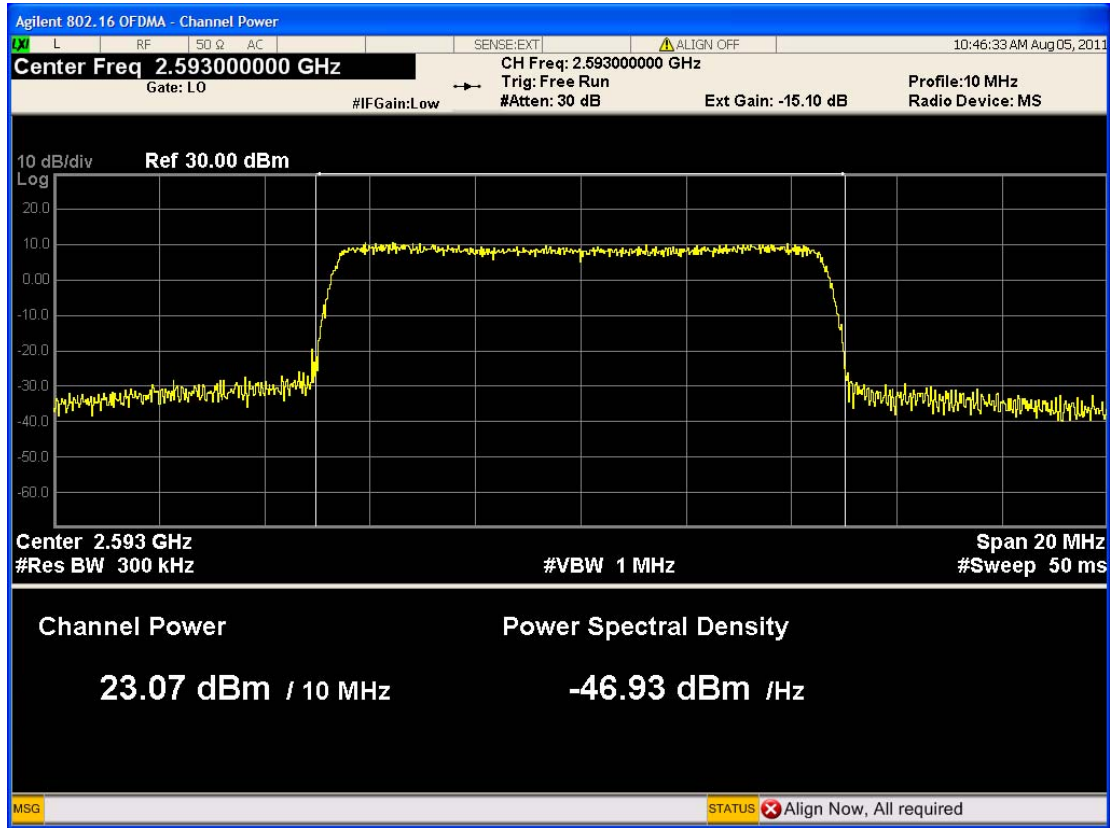 Agilent 802.16 OFDMA - Channel Power
LXI L RF 50 Ω AC SENSE:EXT ALIGN OFF 10:46:33 AM Aug 05, 2011
Center Freq 2.593000000 GHz
Gate: LO
#IFGain:Low
CH Freq: 2.593000000 GHz
Trig: Free Run
#Atten: 30 dB
Ext Gain: -15.10 dB
Profile:10 MHz
Radio Device: MS
10 dB/div Ref 30.00 dBm
Log
20.0
10.0
0.00
-10.0
-20.0
-30.0
-40.0
-50.0
-60.0
Center 2.593 GHz Span 20 MHz
#Res BW 300 kHz #VBW 1 MHz #Sweep 50 ms
Channel Power Power Spectral Density
23.07 dBm / 10 MHz -46.93 dBm /Hz
MSG STATUS Align Now, All required